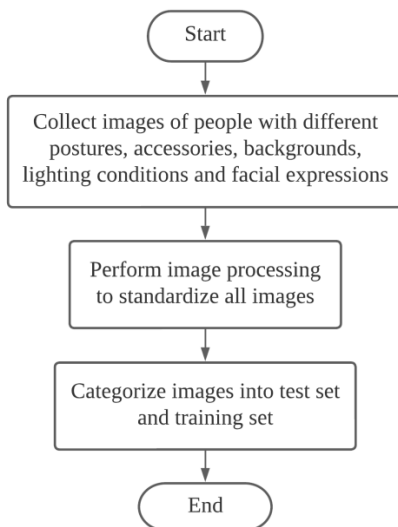 Start
Collect images of people with different
postures, accessories, backgrounds,
lighting conditions and facial expressions
Perform image processing
to standardize all images
Categorize images into test set
and training set
End